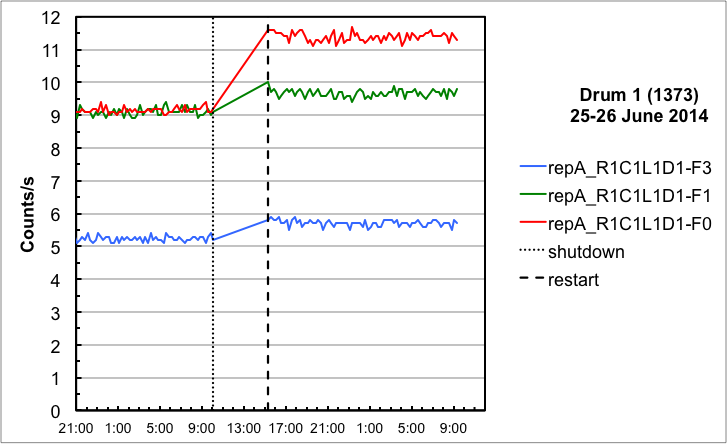 12
11
10
9
8
7
6
5
4
3
2
1
0
Counts/s
21:00 1:00 5:00 9:00 13:00 17:00 21:00 1:00 5:00 9:00
Drum 1 (1373)
25-26 June 2014
repA_R1C1L1D1-F3
repA_R1C1L1D1-F1
repA_R1C1L1D1-F0
shutdown
restart